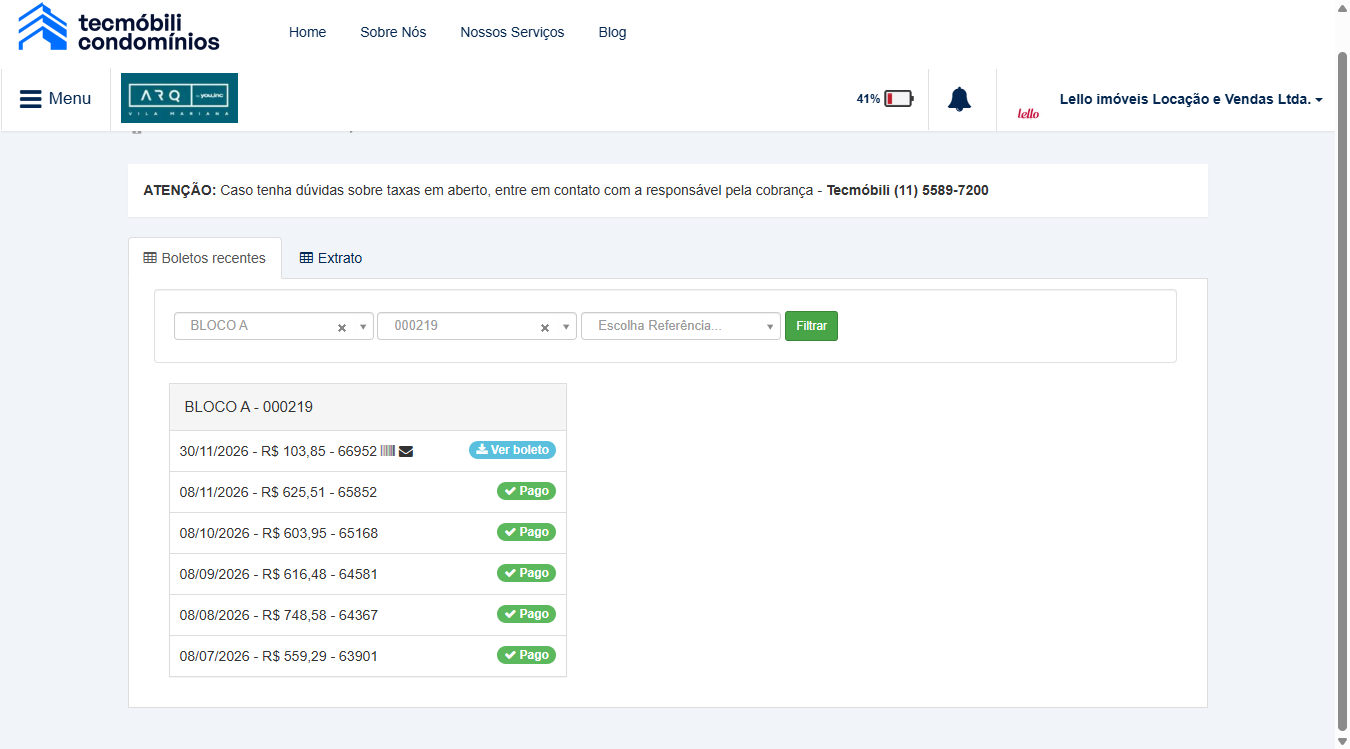 tecmóbili
condomínios
Home Sobre Nós Nossos Serviços Blog
Menu
ARQ by you,inc
VILA MARIANA
41%
lello
Lello imóveis Locação e Vendas Ltda.
ATENÇÃO: Caso tenha dúvidas sobre taxas em aberto, entre em contato com a responsável pela cobrança - Tecmóbili (11) 5589-7200
Boletos recentes Extrato
BLOCO A × 000219 × Escolha Referência... Filtrar
BLOCO A - 000219
30/11/2026 - R$ 103,85 - 66952 Ver boleto
08/11/2026 - R$ 625,51 - 65852 Pago
08/10/2026 - R$ 603,95 - 65168 Pago
08/09/2026 - R$ 616,48 - 64581 Pago
08/08/2026 - R$ 748,58 - 64367 Pago
08/07/2026 - R$ 559,29 - 63901 Pago